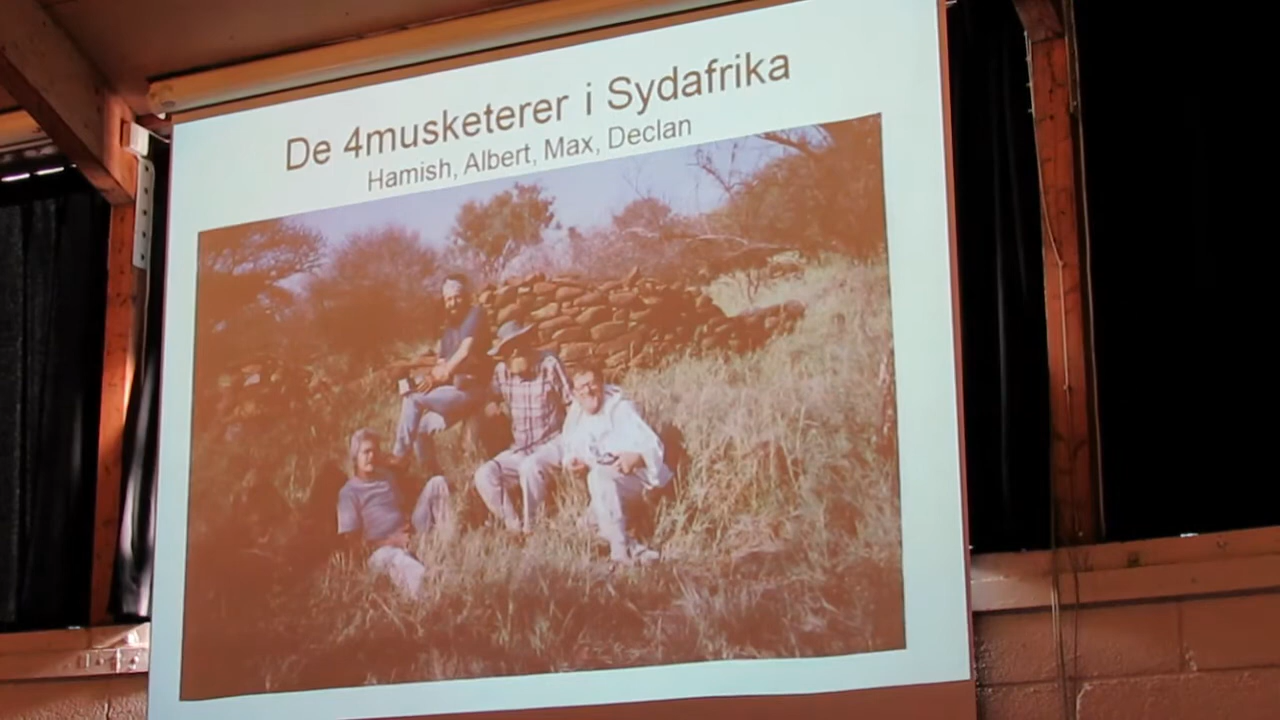 De 4musketerer i Sydafrika
Hamish, Albert, Max, Declan